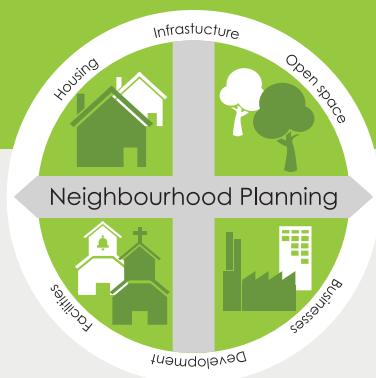 Infrastucture
Housing
Open space
Neighbourhood Planning
Facilities
Businesses
Development